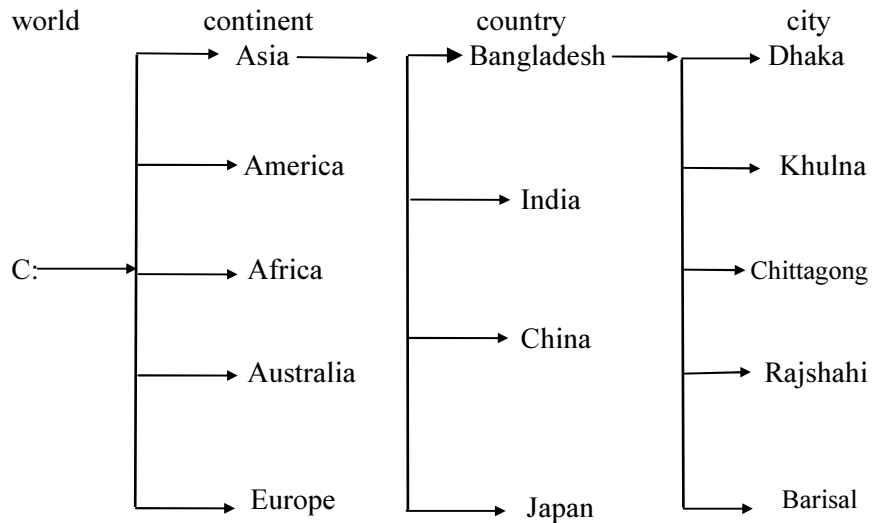 world continent country city
Asia Bangladesh Dhaka
America Khulna
India
C: Africa Chittagong
China
Australia Rajshahi
Europe Japan Barisal